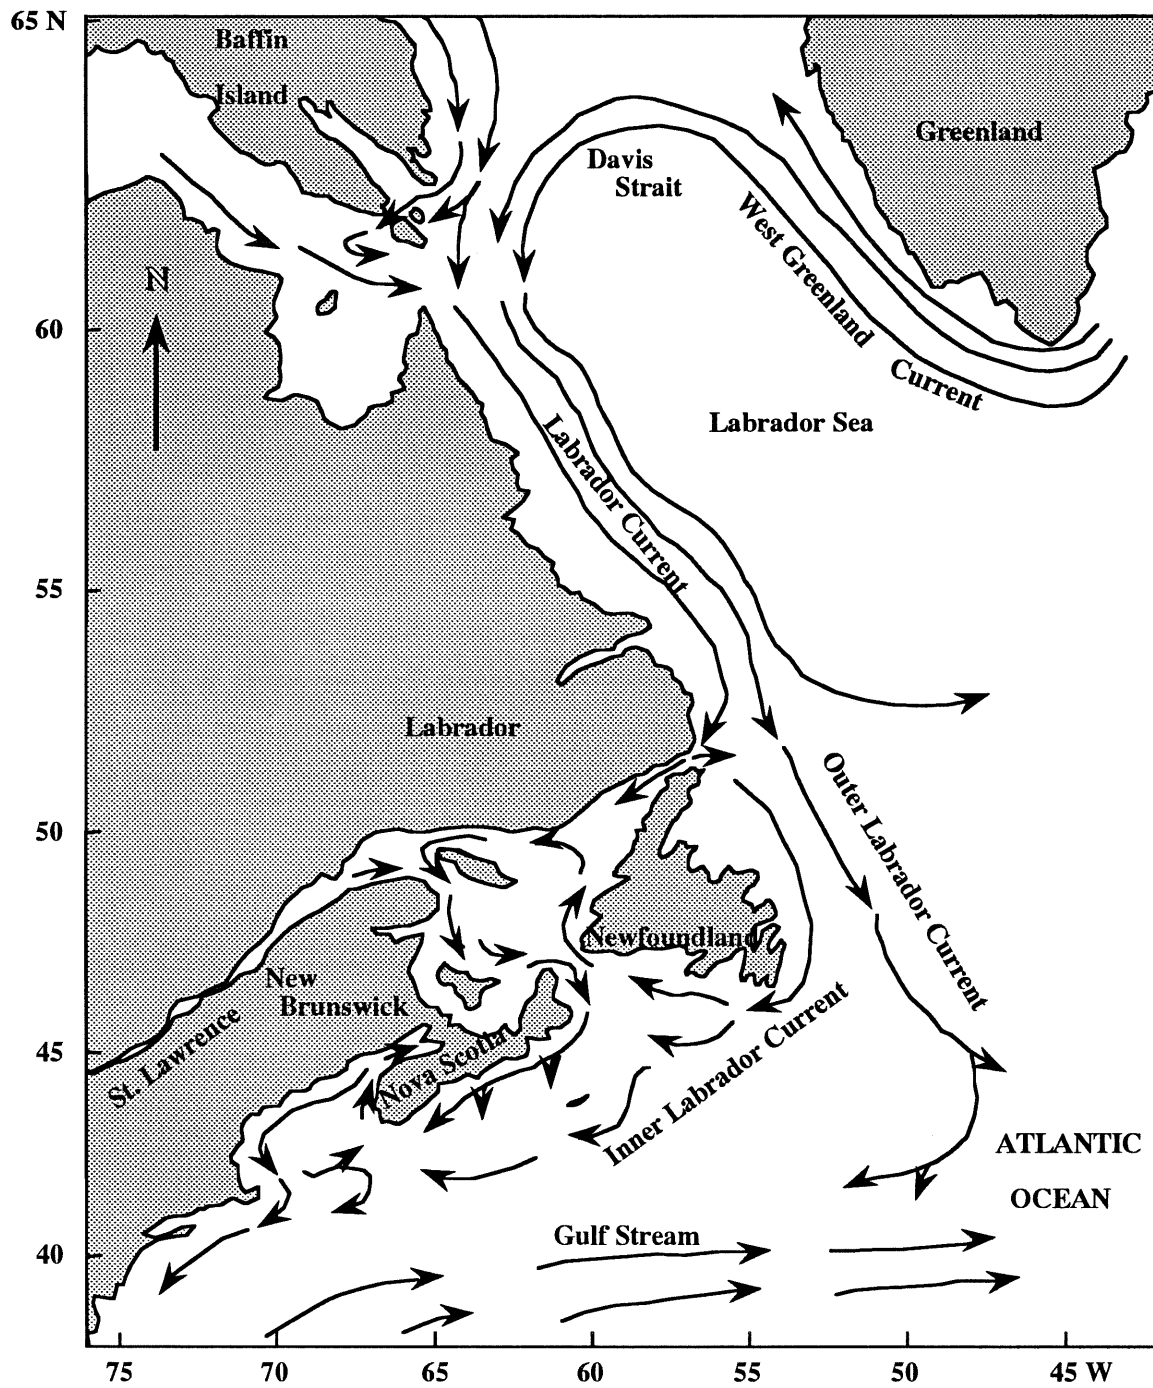 65 N
Baffin
Island
Greenland
Davis
Strait
West Greenland Current
N
60
Labrador Sea
Labrador Current
55
Labrador
Outer Labrador Current
50
Newfoundland
New
Brunswick
St. Lawrence
45
Nova Scotia
Inner Labrador Current
ATLANTIC
OCEAN
Gulf Stream
40
75
70
65
60
55
50
45 W